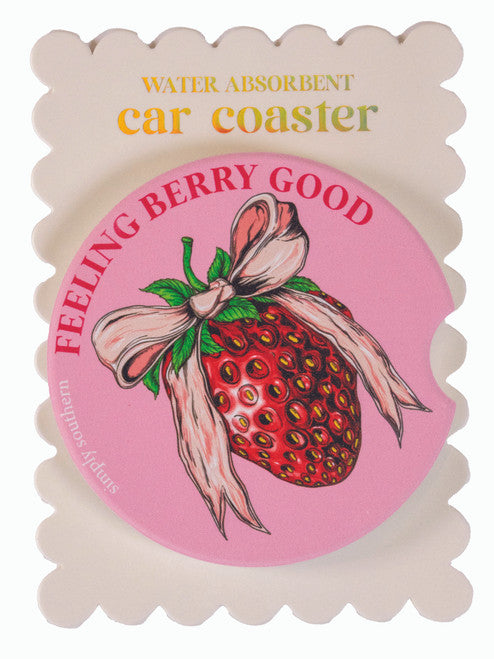 WATER ABSORBENT
car coaster
FEELING BERRY GOOD
simply southern